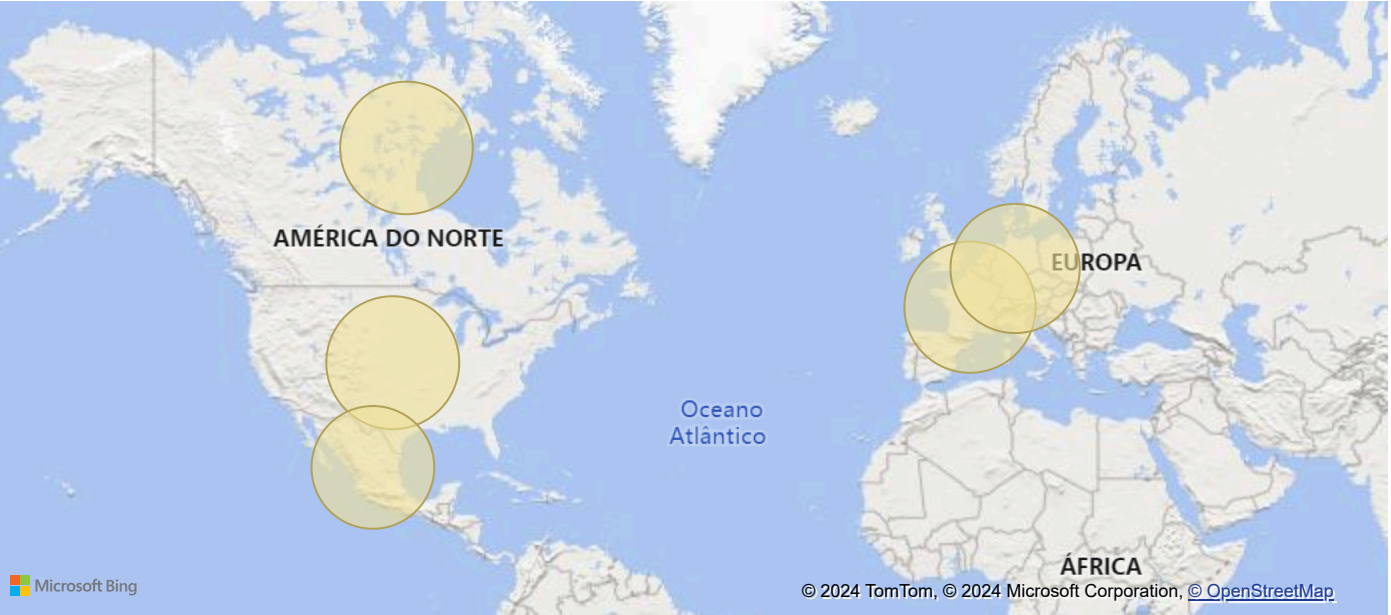 AMÉRICA DO NORTE
EUROPA
Oceano
Atlântico
ÁFRICA
Microsoft Bing
© 2024 TomTom, © 2024 Microsoft Corporation, © OpenStreetMap